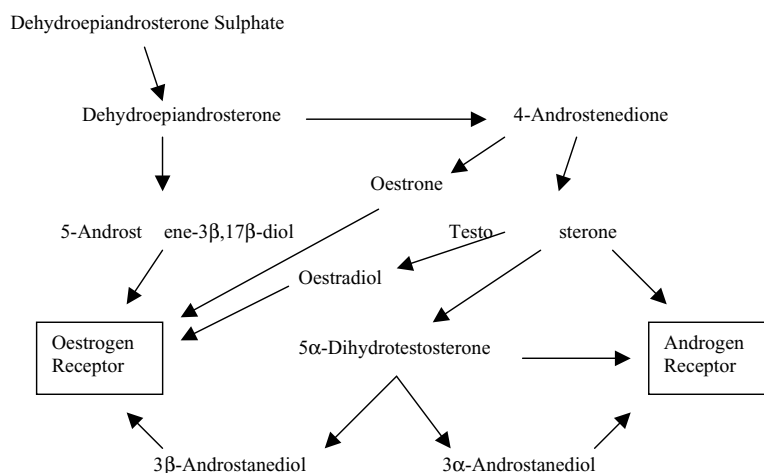 Dehydroepiandrosterone Sulphate
Dehydroepiandrosterone 4-Androstenedione
Oestrone
5-Androst ene-3β,17β-diol Testo sterone
Oestradiol
Oestrogen
Receptor
5α-Dihydrotestosterone
Androgen
Receptor
3β-Androstanediol 3α-Androstanediol